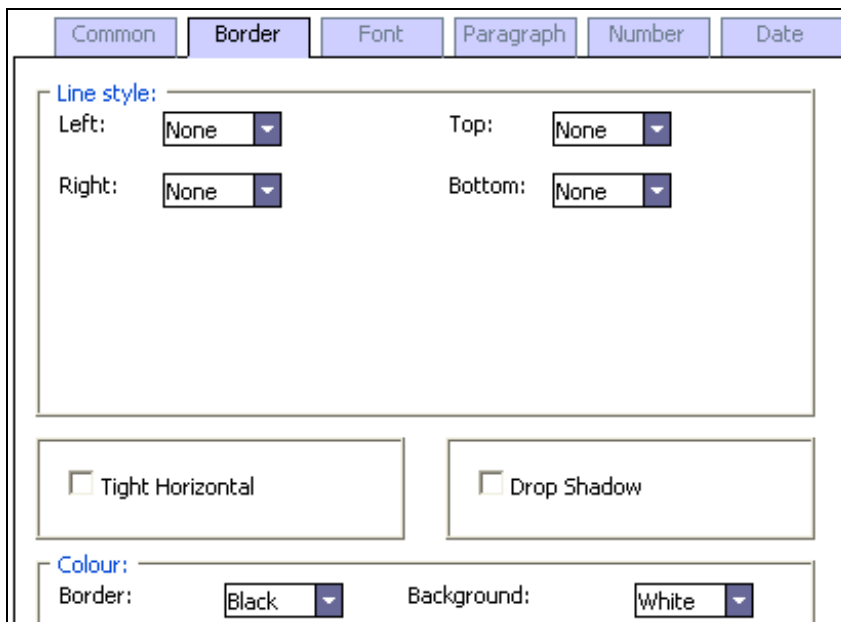 Common Border Font Paragraph Number Date
Line style:
Left: None Top: None
Right: None Bottom: None
Tight Horizontal Drop Shadow
Colour:
Border: Black Background: White